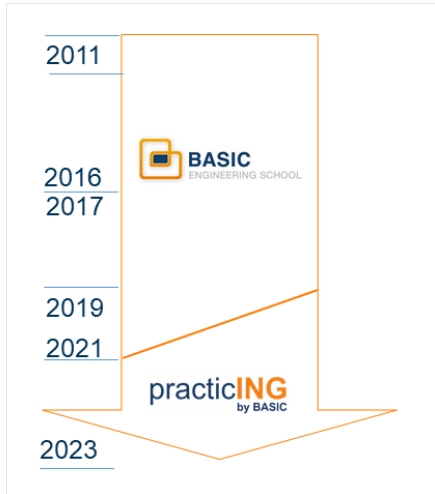 2011
BASIC
ENGINEERING SCHOOL
2016
2017
2019
2021
practicING
by BASIC
2023